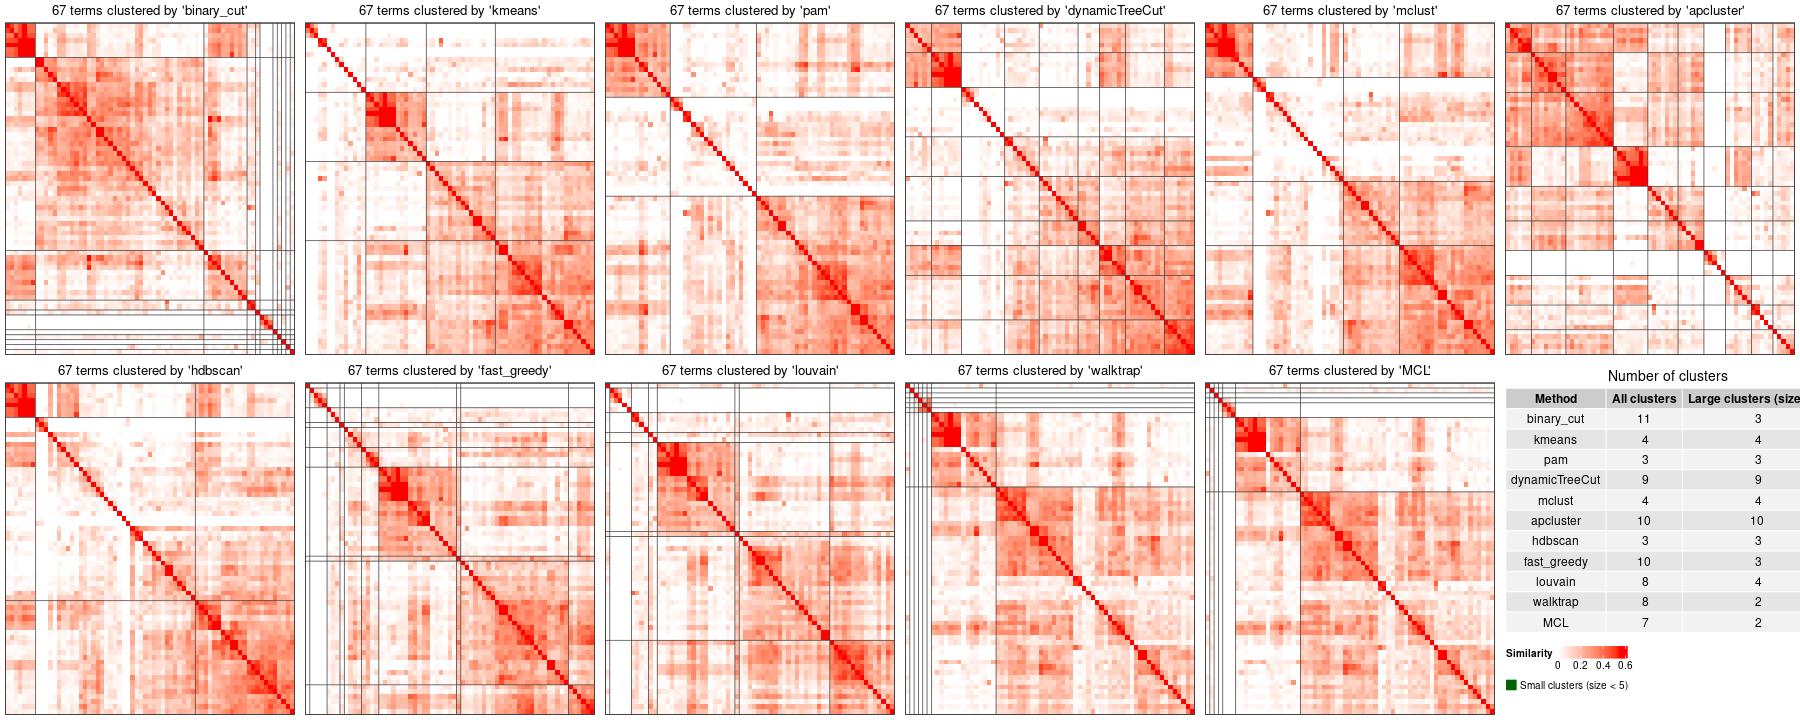 67 terms clustered by 'binary_cut'
67 terms clustered by 'kmeans'
67 terms clustered by 'pam'
67 terms clustered by 'dynamicTreeCut'
67 terms clustered by 'mclust'
67 terms clustered by 'apcluster'
67 terms clustered by 'hdbscan'
67 terms clustered by 'fast_greedy'
67 terms clustered by 'louvain'
67 terms clustered by 'walktrap'
67 terms clustered by 'MCL'
Number of clusters
Method All clusters Large clusters (size
binary_cut 11 3
kmeans 4 4
pam 3 3
dynamicTreeCut 9 9
mclust 4 4
apcluster 10 10
hdbscan 3 3
fast_greedy 10 3
louvain 8 4
walktrap 8 2
MCL 7 2
Similarity
0 0.2 0.4 0.6
Small clusters (size < 5)